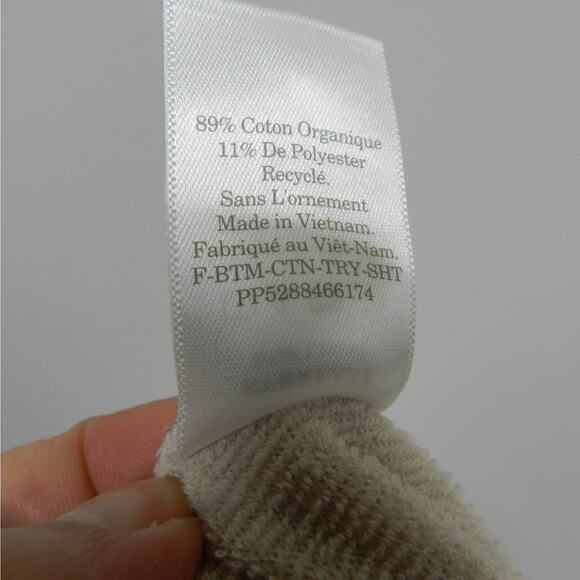 89% Coton Organique
11% De Polyester
Recyclé.
Sans L'ornement
Made in Vietnam.
Fabriqué au Viêt-Nam.
F-BTM-CTN-TRY-SHT
PP5288466174